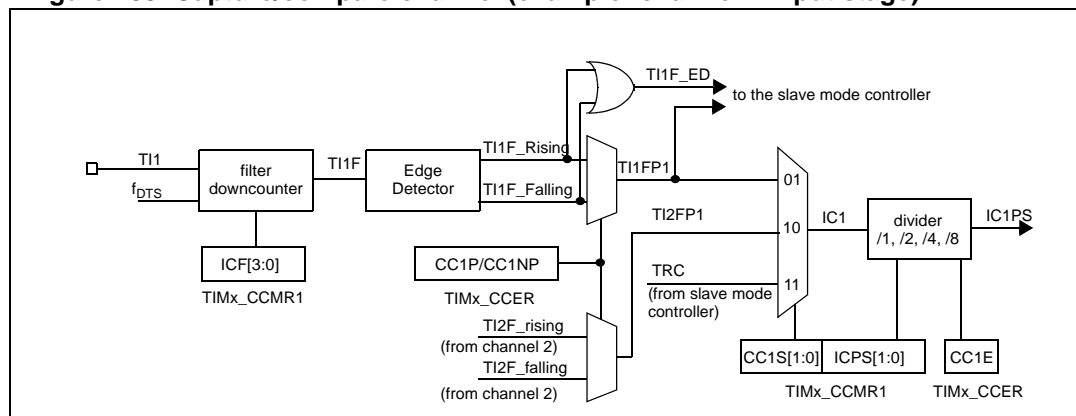 TI1F_ED
to the slave mode controller
TI1
fDTS
filter
downcounter
TI1F
Edge
Detector
TI1F_Rising
TI1F_Falling
TI1FP1
TI2FP1
01
10
11
IC1
divider
/1, /2, /4, /8
IC1PS
ICF[3:0]
TIMx_CCMR1
CC1P/CC1NP
TIMx_CCER
TRC
(from slave mode
controller)
TI2F_rising
(from channel 2)
TI2F_falling
(from channel 2)
CC1S[1:0]
ICPS[1:0]
CC1E
TIMx_CCMR1
TIMx_CCER